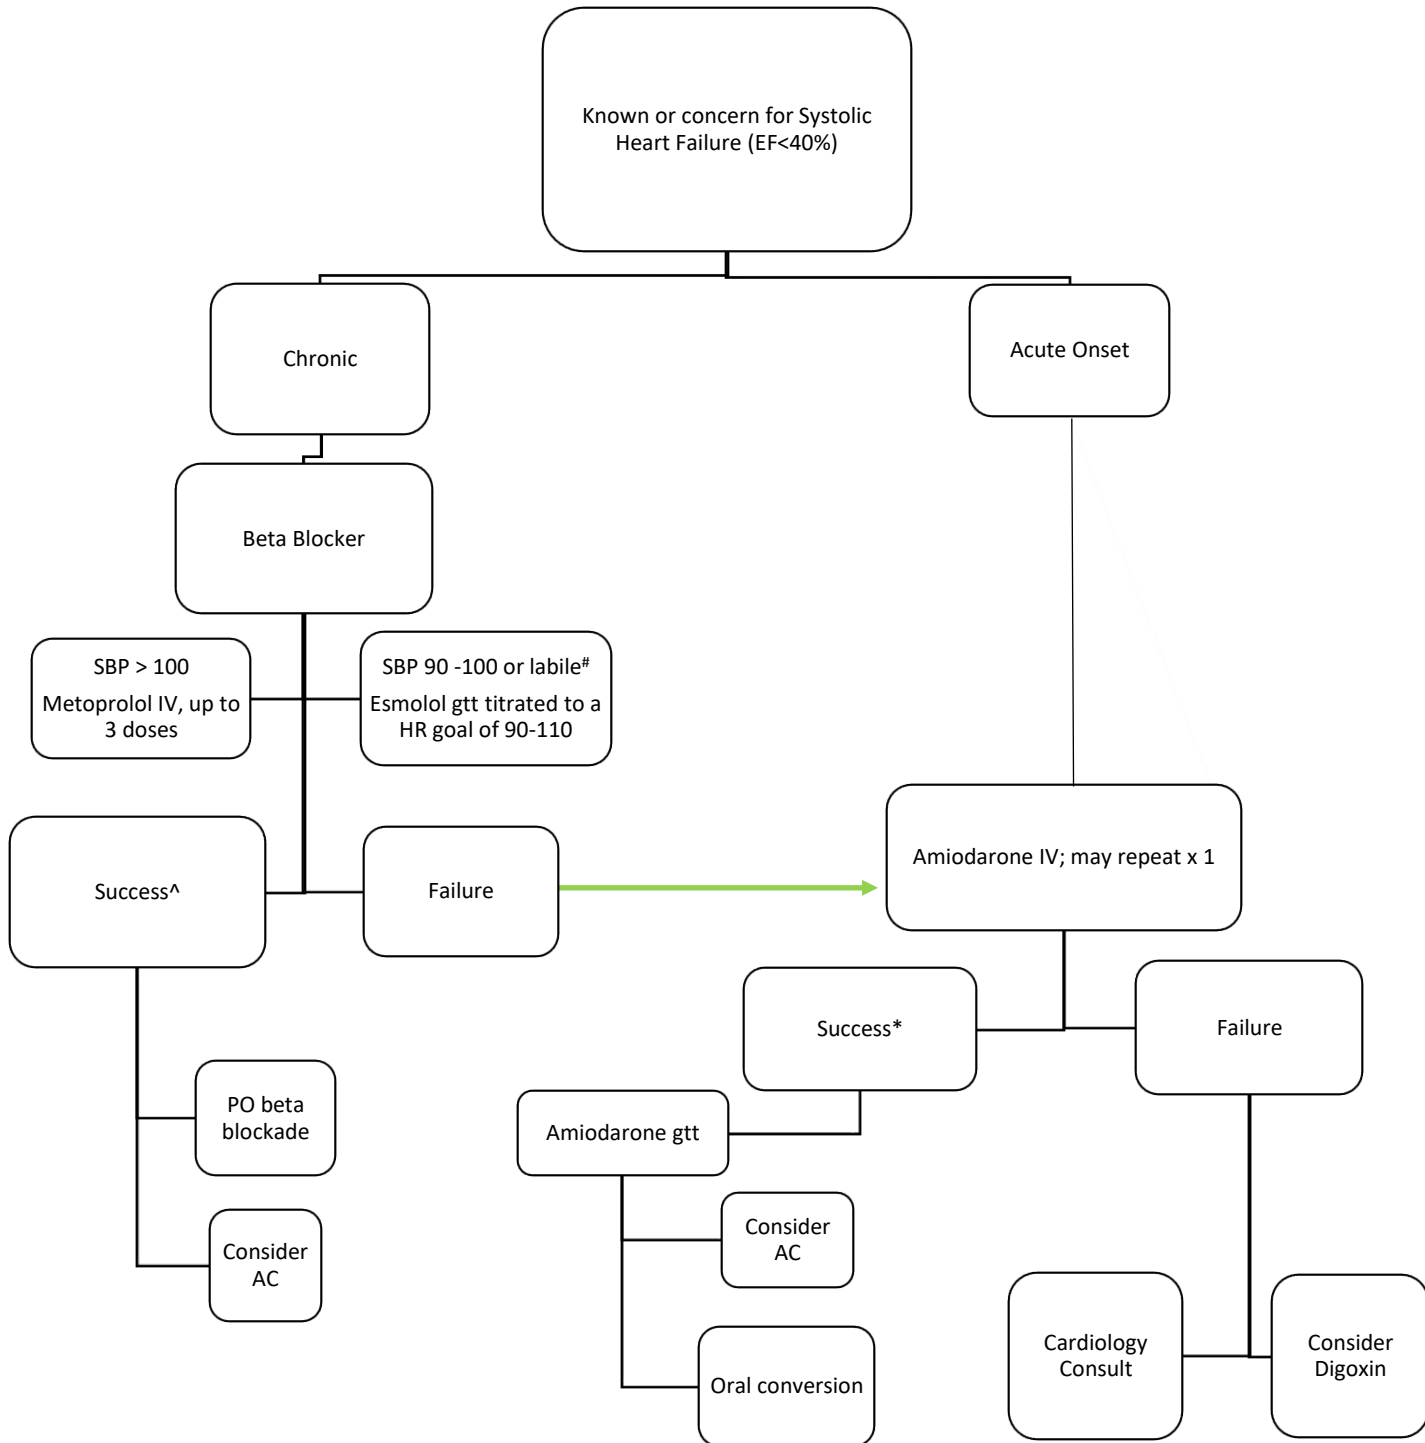 Known or concern for Systolic
Heart Failure (EF<40%)
Chronic
Acute Onset
Beta Blocker
SBP > 100
Metoprolol IV, up to
3 doses
SBP 90 -100 or labile#
Esmolol gtt titrated to a
HR goal of 90-110
Success^
Failure
Amiodarone IV; may repeat x 1
Success*
Failure
PO beta
blockade
Consider
AC
Amiodarone gtt
Consider
AC
Oral conversion
Cardiology
Consult
Consider
Digoxin